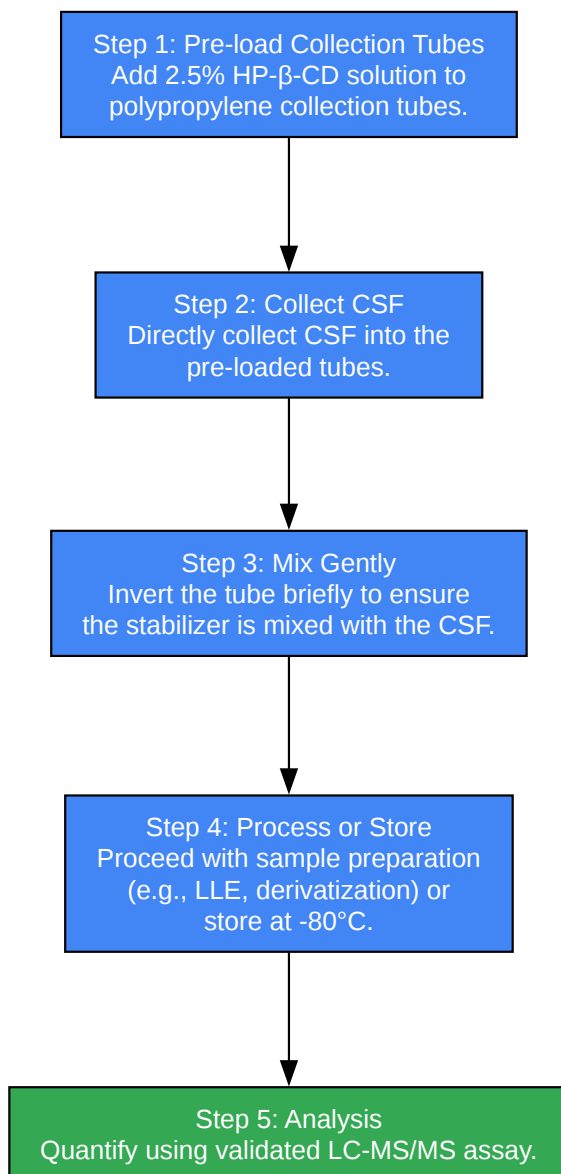 Step 1: Pre-load Collection Tubes
Add 2.5% HP-β-CD solution to
polypropylene collection tubes.
Step 2: Collect CSF
Directly collect CSF into the
pre-loaded tubes.
Step 3: Mix Gently
Invert the tube briefly to ensure
the stabilizer is mixed with the CSF.
Step 4: Process or Store
Proceed with sample preparation
(e.g., LLE, derivatization) or
store at -80°C.
Step 5: Analysis
Quantify using validated LC-MS/MS assay.